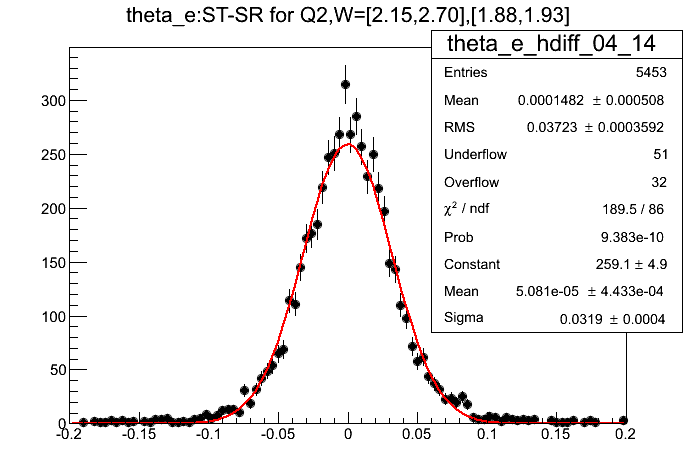 theta_e:ST-SR for Q2,W=[2.15,2.70],[1.88,1.93]
theta_e_hdiff_04_14
Entries 5453
Mean 0.0001482 ± 0.000508
RMS 0.03723 ± 0.0003592
Underflow 51
Overflow 32
χ² / ndf 189.5 / 86
Prob 9.383e-10
Constant 259.1 ± 4.9
Mean 5.081e-05 ± 4.433e-04
Sigma 0.0319 ± 0.0004
300
250
200
150
100
50
0
-0.2 -0.15 -0.1 -0.05 0 0.05 0.1 0.15 0.2